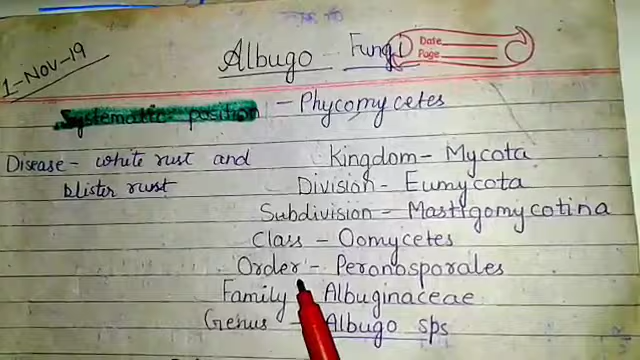 1-Nov-19
Albugo - Fungi
Date
Page
Systematic position - Phycomycetes
Disease - white rust and
blister rust
Kingdom - Mycota
Division - Eumycota
Subdivision - Mastigomycotina
Class - Oomycetes
Order - Peronosporales
Family - Albuginaceae
Genus - Albugo sps